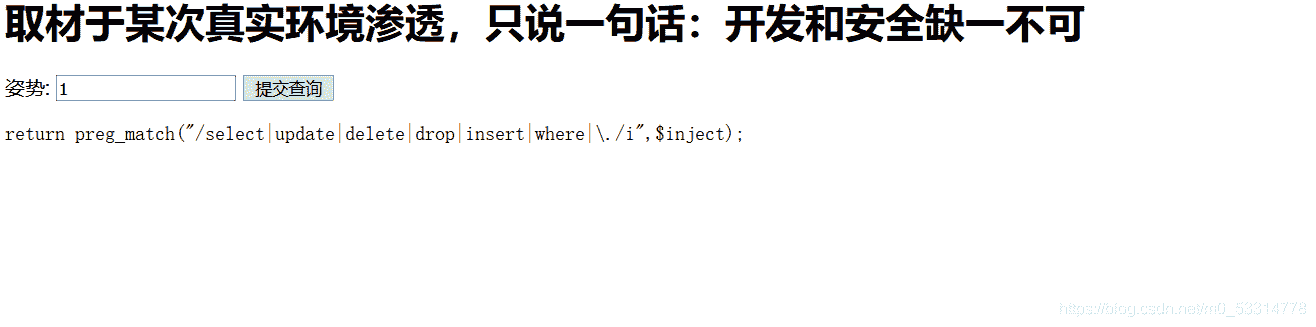 取材于某次真实环境渗透，只说一句话：开发和安全缺一不可
姿势: 1 提交查询
return preg_match("/select|update|delete|drop|insert|where|\./i",$inject);
https://blog.csdn.net/m0_53314778